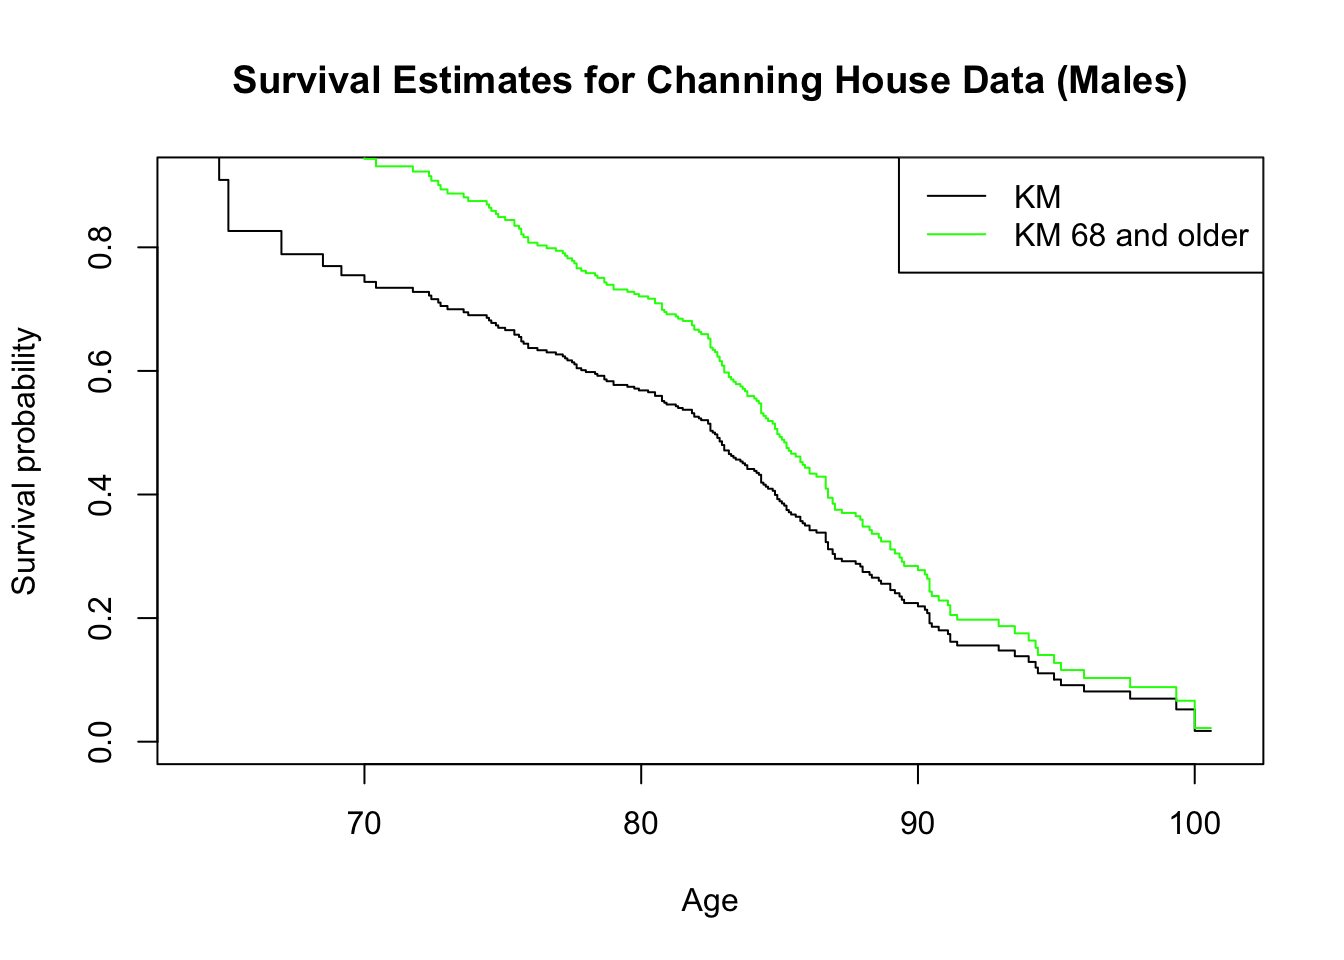 Survival Estimates for Channing House Data (Males)
KM
KM 68 and older
Survival probability
0.8
0.6
0.4
0.2
0.0
70 80 90 100
Age